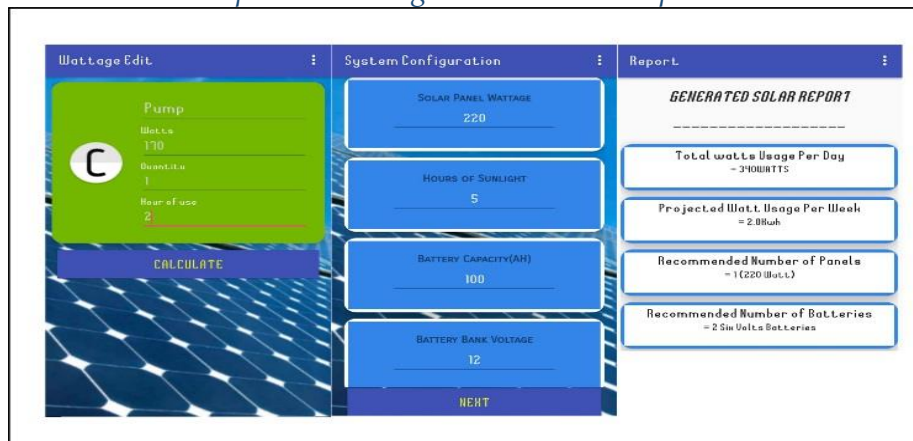 Wattage Edit
Pump
Watts
170
Quantity
1
Hour of use
2
C
CALCULATE
System Configuration
SOLAR PANEL WATTAGE
220
HOURS OF SUNLIGHT
5
BATTERY CAPACITY(AH)
100
BATTERY BANK VOLTAGE
12
NEXT
Report
GENERATED SOLAR REPORT
-------------------
Total watts Usage Per Day
= 340WATTS
Projected Watt Usage Per Week
= 2.0Kwh
Recommended Number of Panels
= 1 (220 Watt)
Recommended Number of Batteries
= 2 Six Volts Batteries